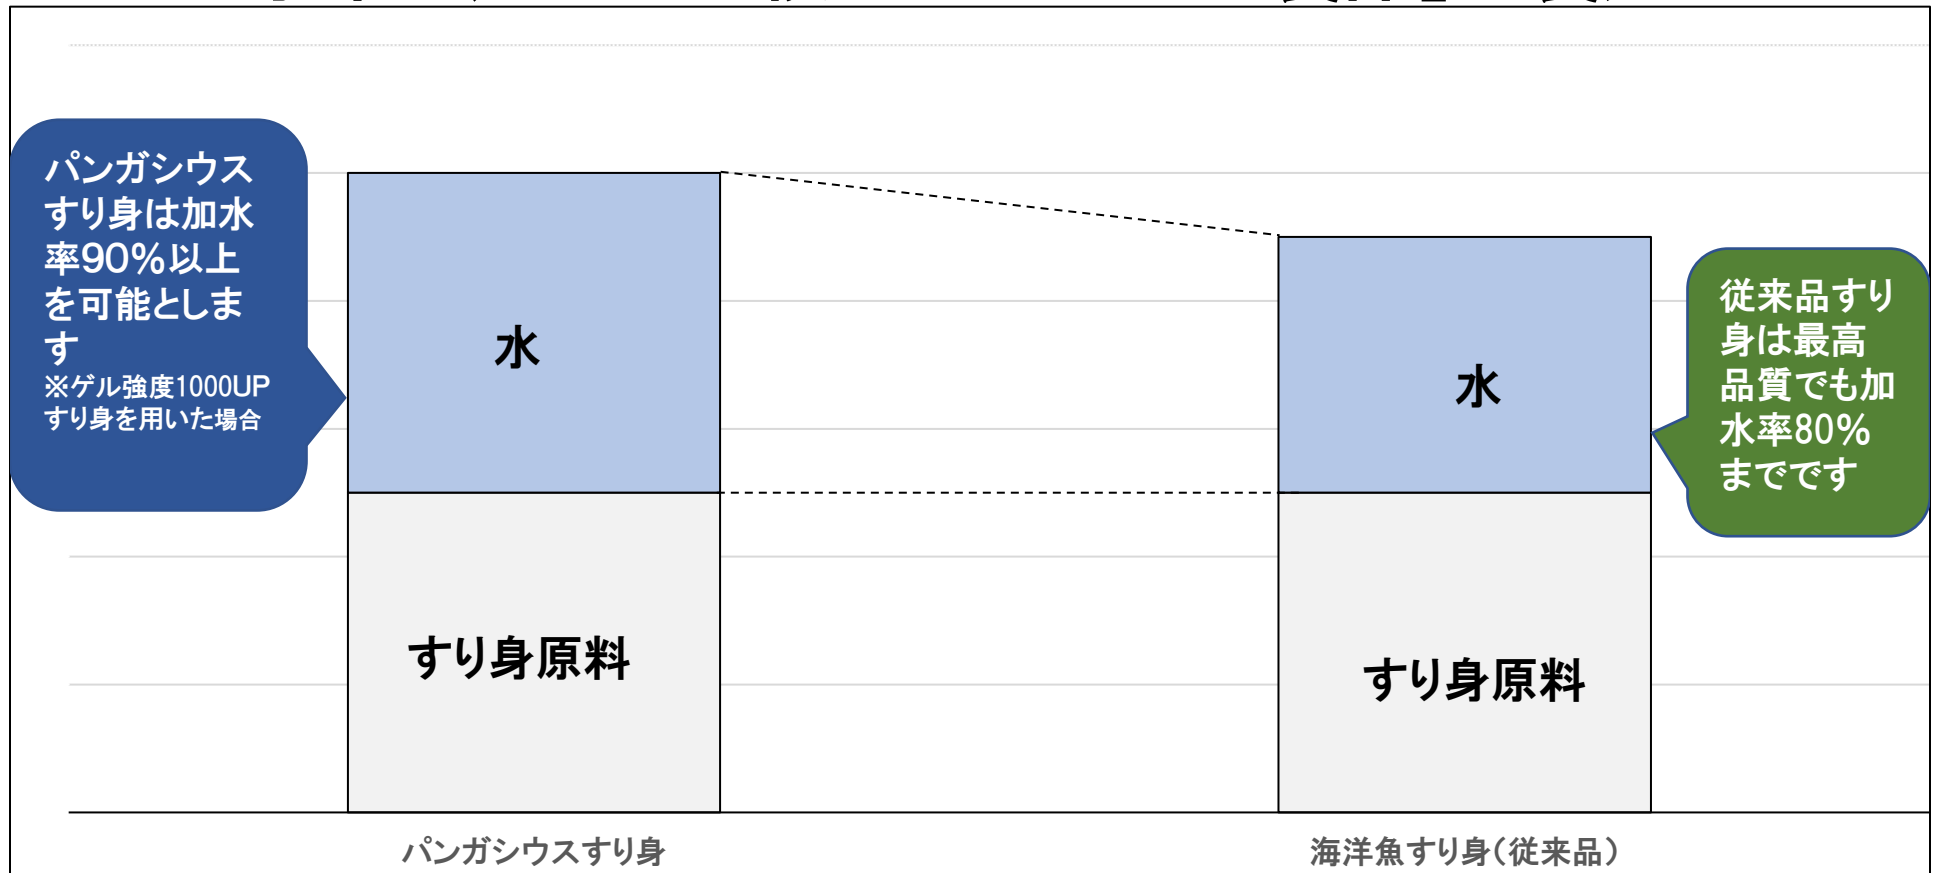 パンガシウス
すり身は加水
率90%以上
を可能としま
す
※ゲル強度1000UP
すり身を用いた場合
水
すり身原料
水
すり身原料
従来品すり
身は最高
品質でも加
水率80%
までです
パンガシウスすり身
海洋魚すり身(従来品)